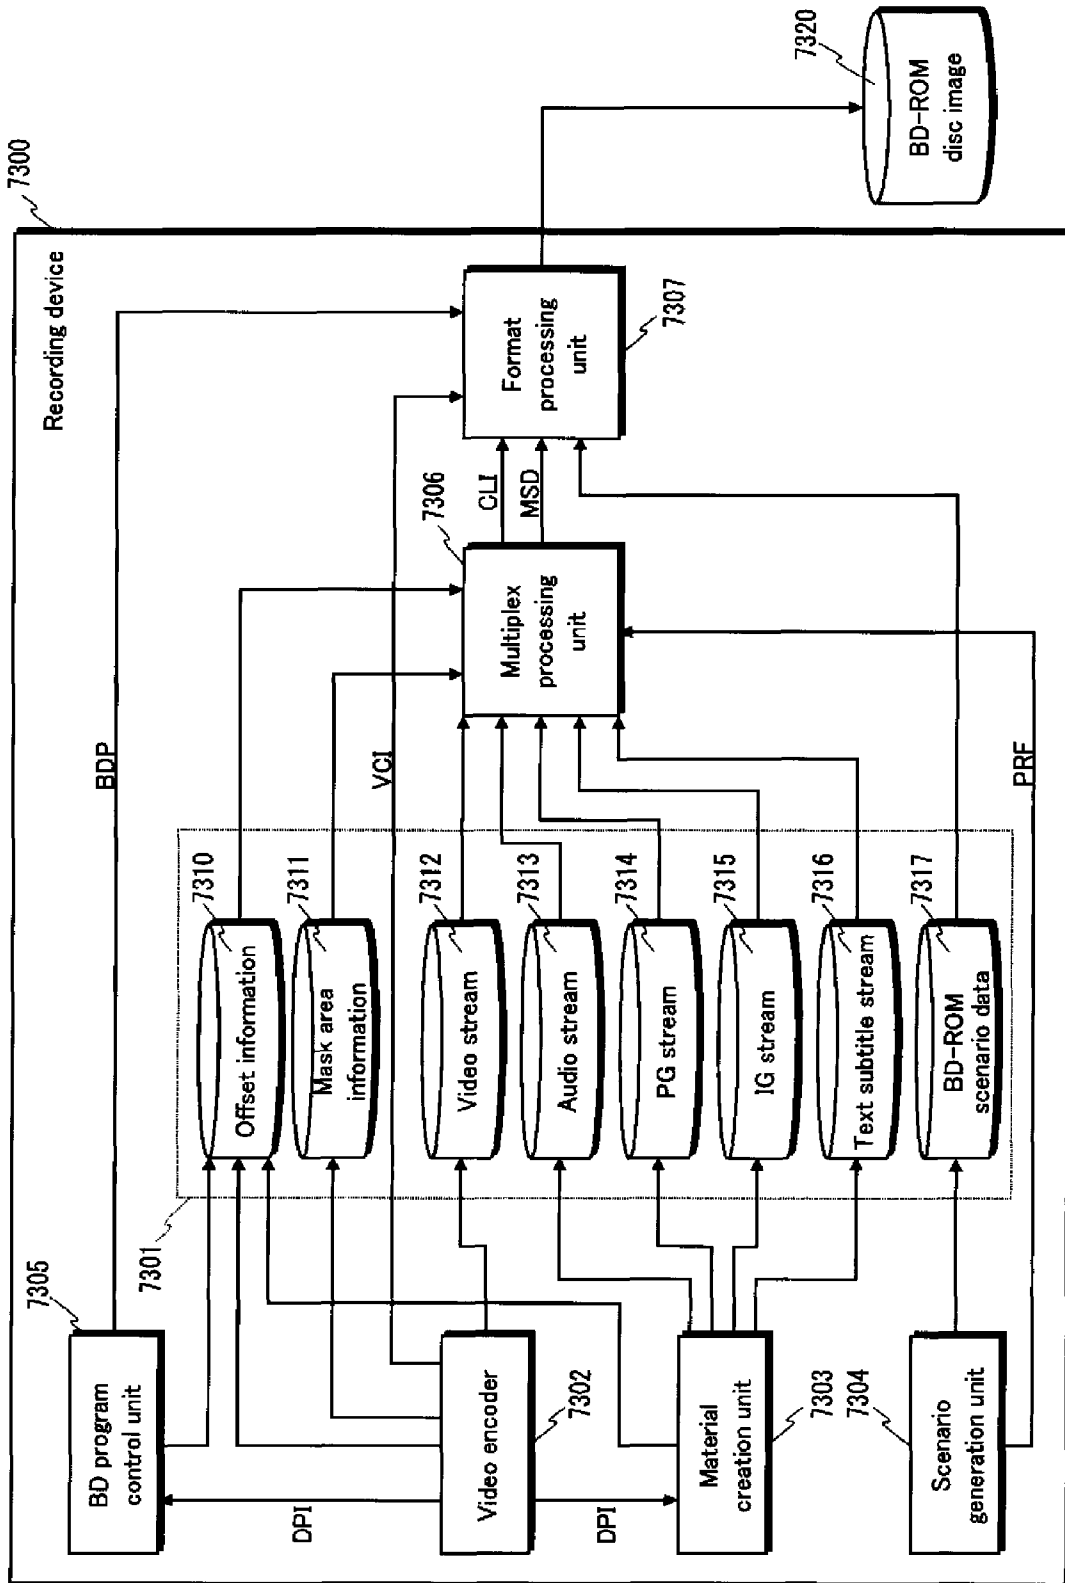 7300
Recording device
7305
BD program
control unit
BDP
7301
7310
Offset information
7311
Mask area
information
VCI
7312
Video stream
7313
Audio stream
7314
PG stream
7315
IG stream
7316
Text subtitle stream
7317
BD-ROM
scenario data
DPI
Video encoder
7302
DPI
Material
creation unit
7303
7304
Scenario
generation unit
PRF
7306
Multiplex
processing
unit
CLI
MSD
Format
processing
unit
7307
7320
BD-ROM
disc image